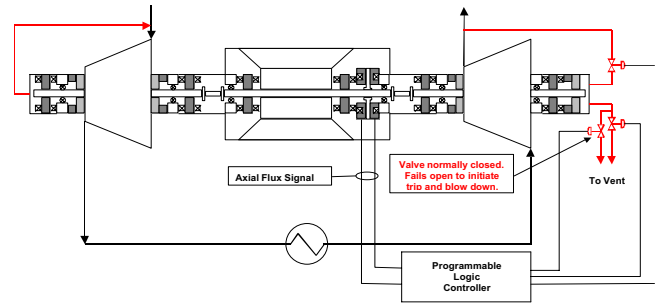 Axial Flux Signal
Valve normally closed.
Fails open to initiate
trip and blow down.
To Vent
Programmable
Logic
Controller